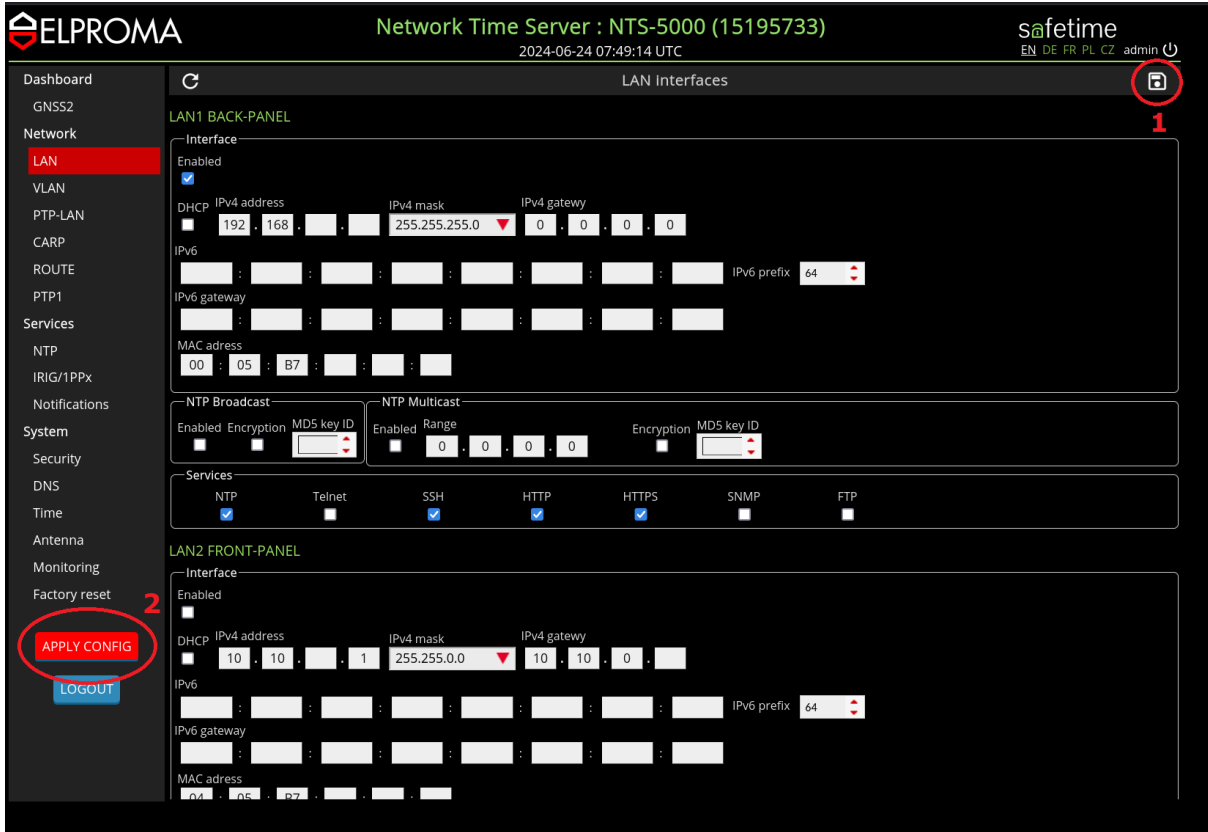 ELPROMA
Network Time Server : NTS-5000 (15195733)
2024-06-24 07:49:14 UTC
safetime
EN DE FR PL CZ admin
Dashboard
GNSS2
Network
LAN
VLAN
PTP-LAN
CARP
ROUTE
PTP1
Services
NTP
IRIG/1PPx
Notifications
System
Security
DNS
Time
Antenna
Monitoring
Factory reset
2
APPLY CONFIG
LOGOUT
LAN Interfaces
1
LAN1 BACK-PANEL
Interface
Enabled
DHCP IPv4 address IPv4 mask IPv4 gatewy
192 . 168 . . 255.255.255.0 0 . 0 . 0 . 0
IPv6
: : : : : : : IPv6 prefix 64
IPv6 gateway
: : : : : : :
MAC adress
00 : 05 : B7 : : :
NTP Broadcast NTP Multicast
Enabled Encryption MD5 key ID Enabled Range Encryption MD5 key ID
0 . 0 . 0 . 0
Services
NTP Telnet SSH HTTP HTTPS SNMP FTP
LAN2 FRONT-PANEL
Interface
Enabled
DHCP IPv4 address IPv4 mask IPv4 gatewy
10 . 10 . . 1 255.255.0.0 10 . 10 . 0 .
IPv6
: : : : : : : IPv6 prefix 64
IPv6 gateway
: : : : : : :
MAC adress
04 : 05 : B7 : : :